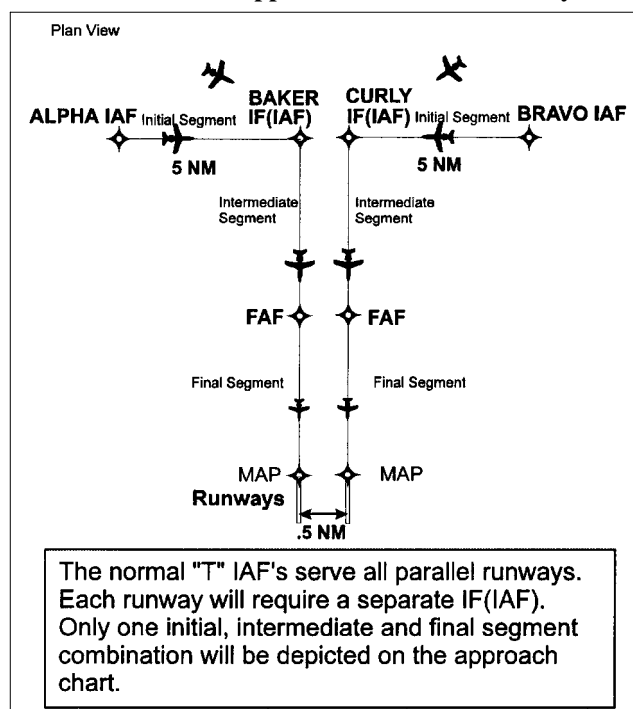 Plan View
BAKER
IF(IAF)
CURLY
IF(IAF)
ALPHA IAF
Initial Segment
Initial Segment
BRAVO IAF
5 NM
5 NM
Intermediate
Segment
Intermediate
Segment
FAF
FAF
Final Segment
Final Segment
MAP
MAP
Runways
.5 NM
The normal "T" IAF's serve all parallel runways.
Each runway will require a separate IF(IAF).
Only one initial, intermediate and final segment
combination will be depicted on the approach
chart.